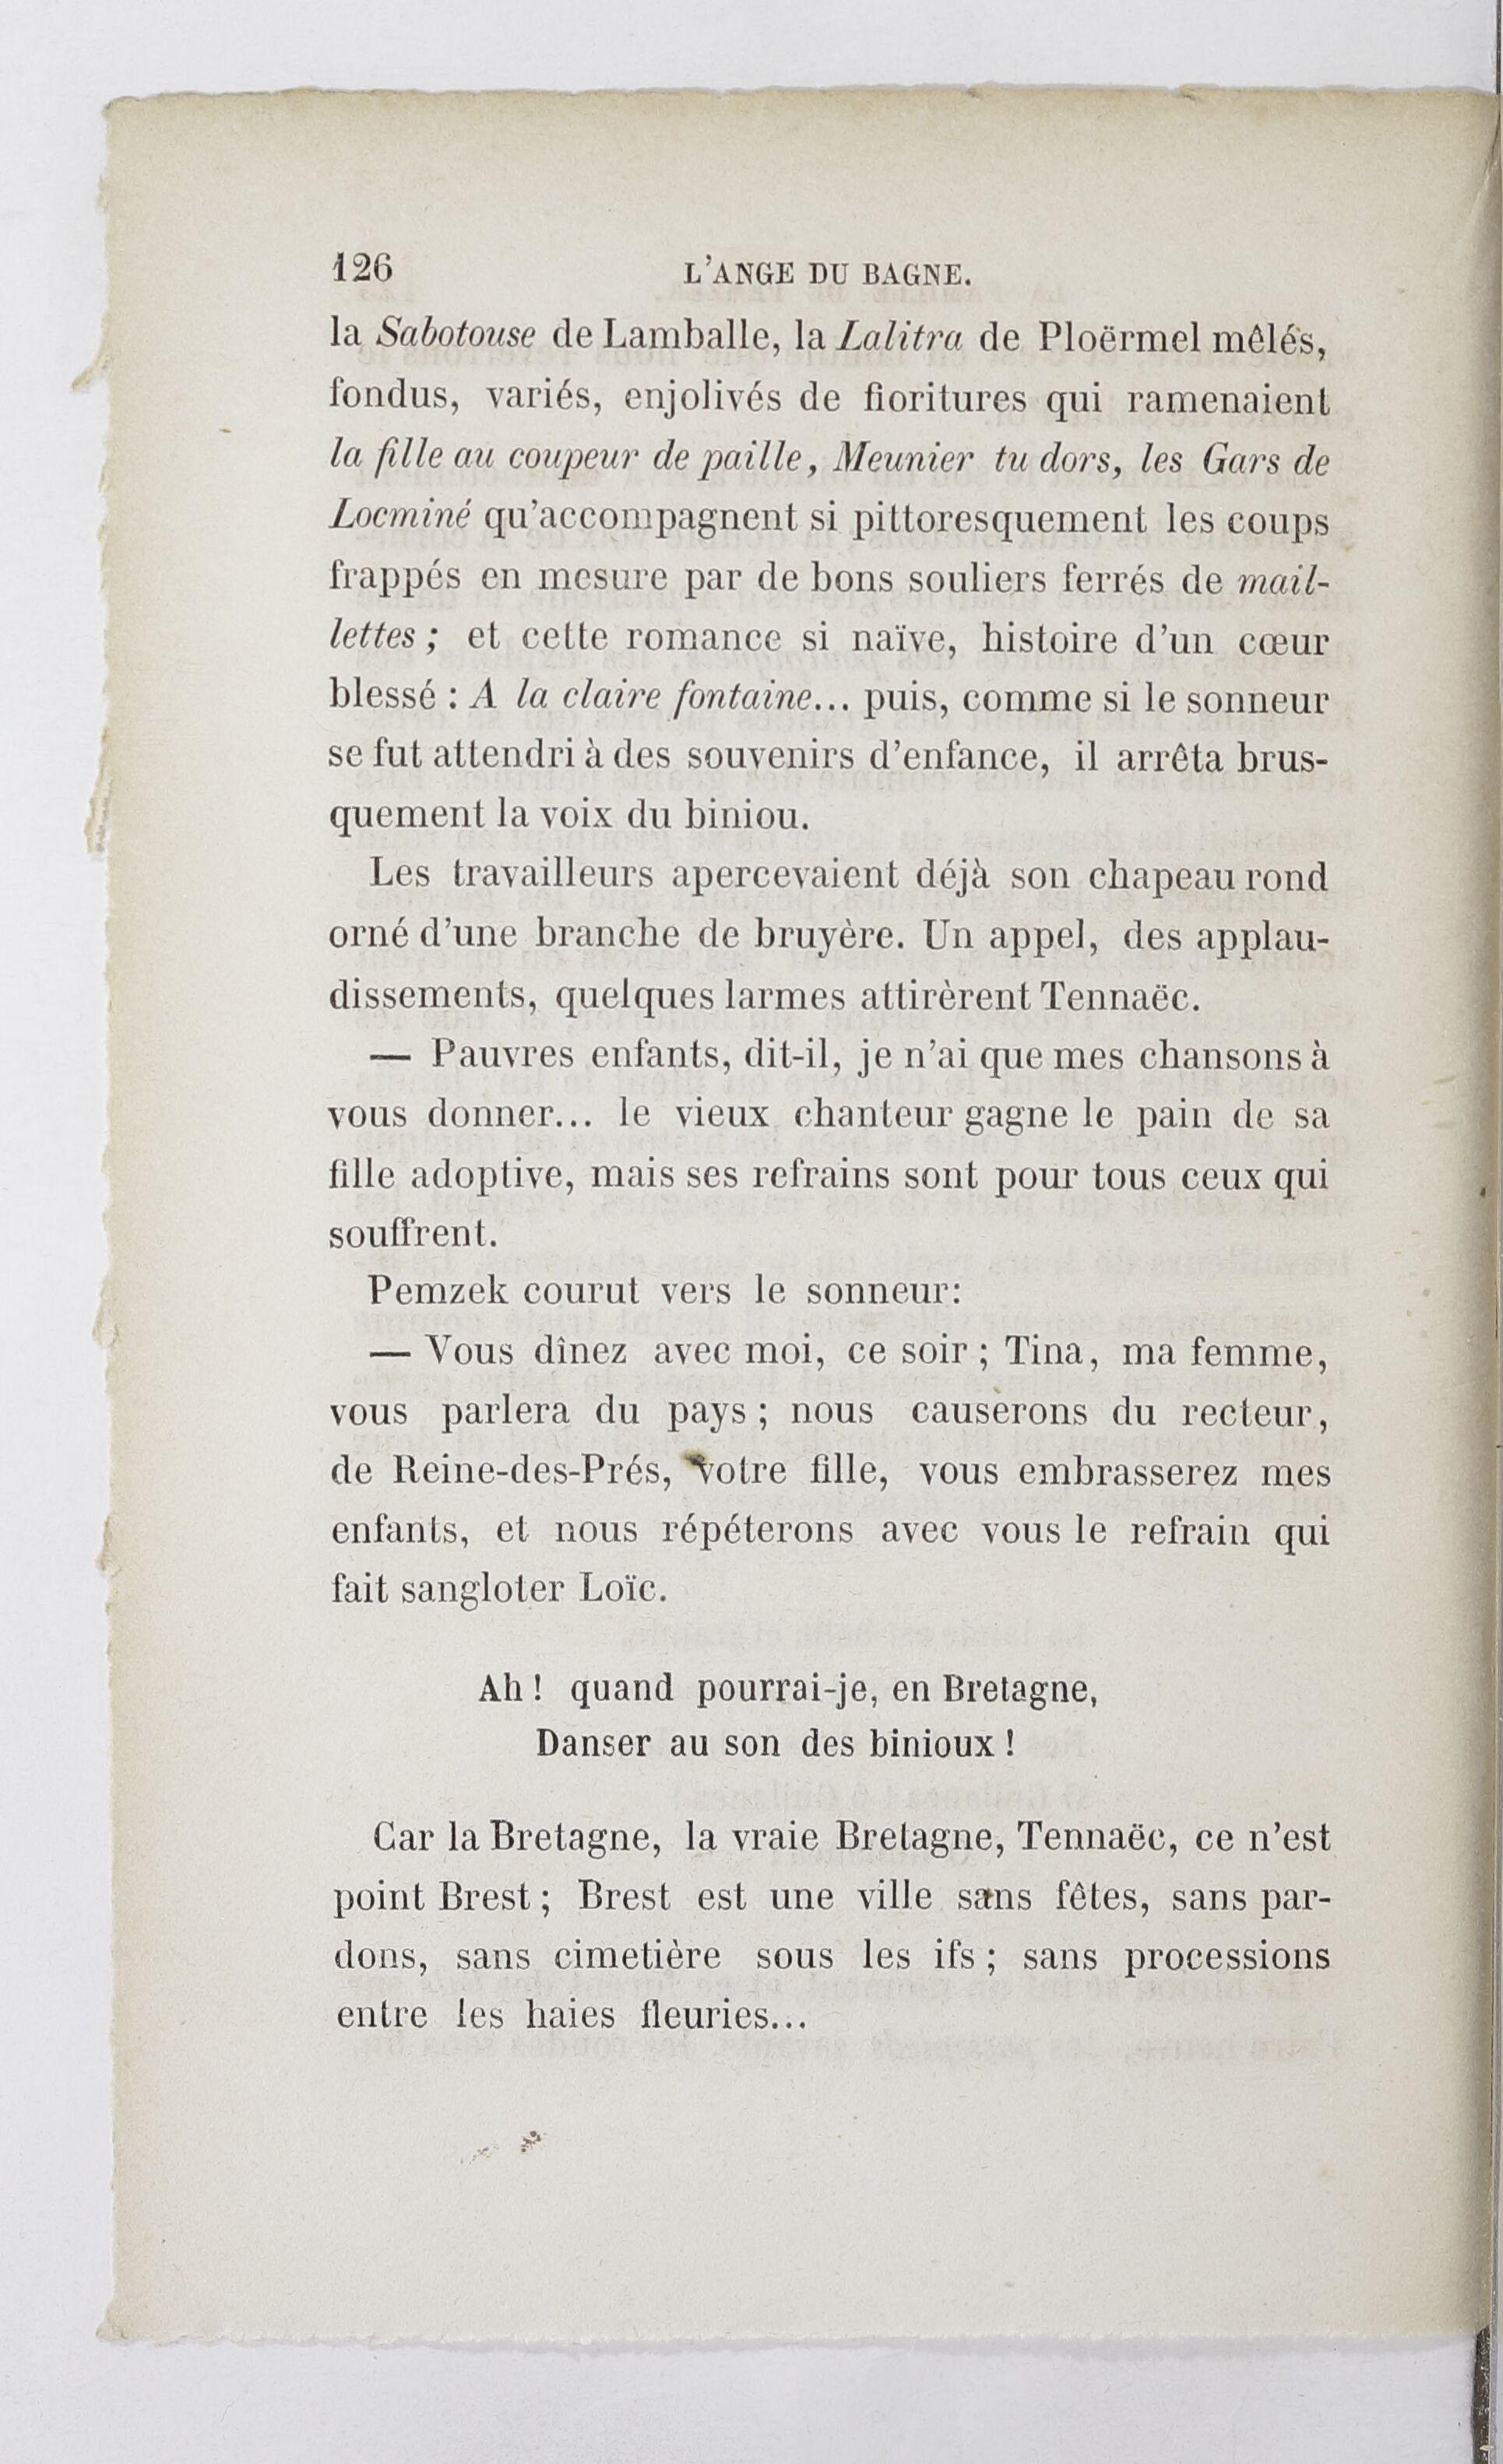 126 L'ANGE DU BAGNE.
la Sabotouse de Lamballe, la Lalitra de Ploërmel mêlés,
fondus, variés, enjolivés de fioritures qui ramenaient
la fille au coupeur de paille, Meunier tu dors, les Gars de
Locminé qu'accompagnent si pittoresquement les coups
frappés en mesure par de bons souliers ferrés de mail-
lettes ; et cette romance si naïve, histoire d'un cœur
blessé : A la claire fontaine... puis, comme si le sonneur
se fut attendri à des souvenirs d'enfance, il arrêta brus-
quement la voix du biniou.
Les travailleurs apercevaient déjà son chapeau rond
orné d'une branche de bruyère. Un appel, des applau-
dissements, quelques larmes attirèrent Tennaëc.
— Pauvres enfants, dit-il, je n'ai que mes chansons à
vous donner... le vieux chanteur gagne le pain de sa
fille adoptive, mais ses refrains sont pour tous ceux qui
souffrent.
Pemzek courut vers le sonneur:
— Vous dînez avec moi, ce soir ; Tina, ma femme,
vous parlera du pays ; nous causerons du recteur,
de Reine-des-Prés, votre fille, vous embrasserez mes
enfants, et nous répéterons avec vous le refrain qui
fait sangloter Loïc.
Ah ! quand pourrai-je, en Bretagne,
Danser au son des binioux !
Car la Bretagne, la vraie Bretagne, Tennaëc, ce n'est
point Brest ; Brest est une ville sans fêtes, sans par-
dons, sans cimetière sous les ifs ; sans processions
entre les haies fleuries...